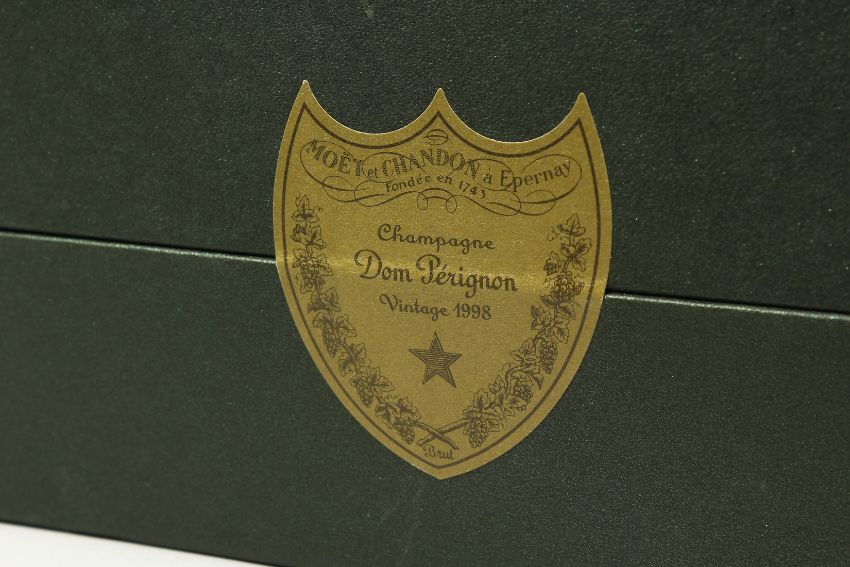 MOËT et CHANDON à Epernay
Fondée en 1743
Champagne
Dom Pérignon
Vintage 1998
Brut